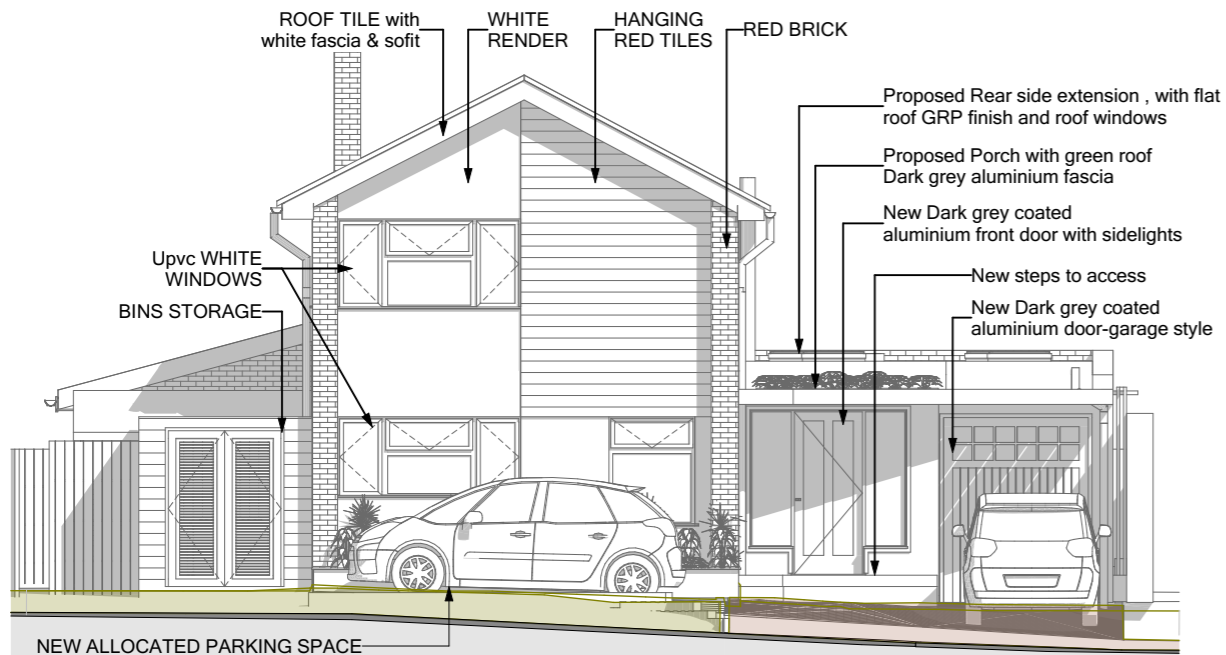 ROOF TILE with
white fascia & sofit
WHITE
RENDER
HANGING
RED TILES
RED BRICK
Proposed Rear side extension , with flat
roof GRP finish and roof windows
Proposed Porch with green roof
Dark grey aluminium fascia
New Dark grey coated
aluminium front door with sidelights
Upvc WHITE
WINDOWS
New steps to access
BINS STORAGE
New Dark grey coated
aluminium door-garage style
NEW ALLOCATED PARKING SPACE